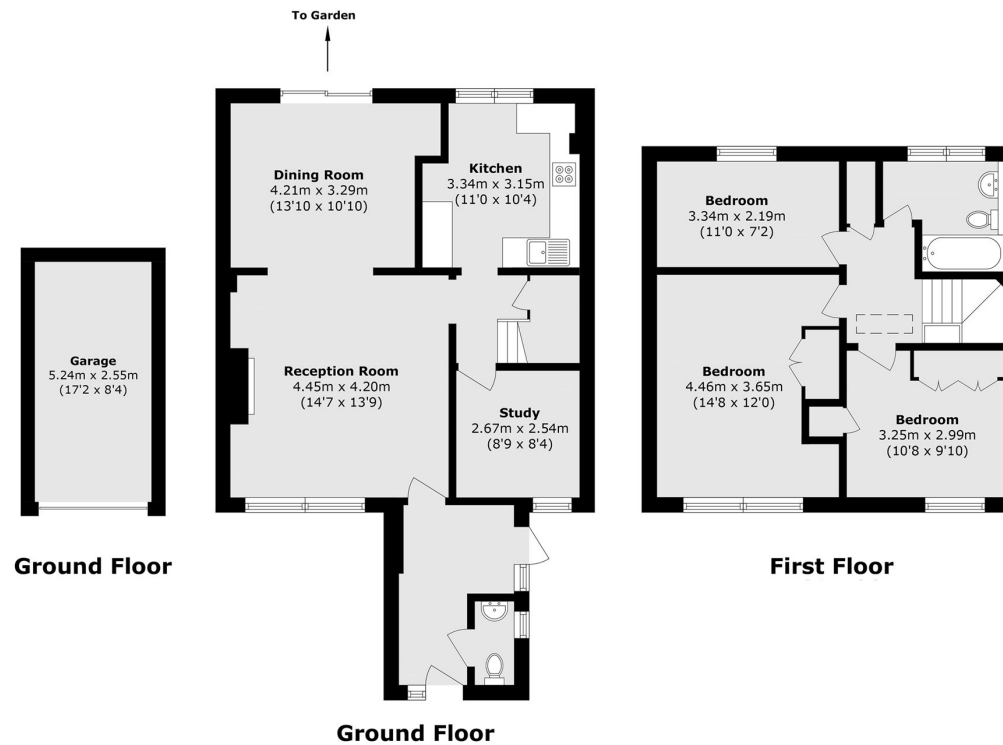 To Garden
Dining Room
4.21m x 3.29m
(13'10 x 10'10)
Kitchen
3.34m x 3.15m
(11'0 x 10'4)
Reception Room
4.45m x 4.20m
(14'7 x 13'9)
Study
2.67m x 2.54m
(8'9 x 8'4)
Garage
5.24m x 2.55m
(17'2 x 8'4)
Ground Floor
Ground Floor
Bedroom
3.34m x 2.19m
(11'0 x 7'2)
Bedroom
4.46m x 3.65m
(14'8 x 12'0)
Bedroom
3.25m x 2.99m
(10'8 x 9'10)
First Floor